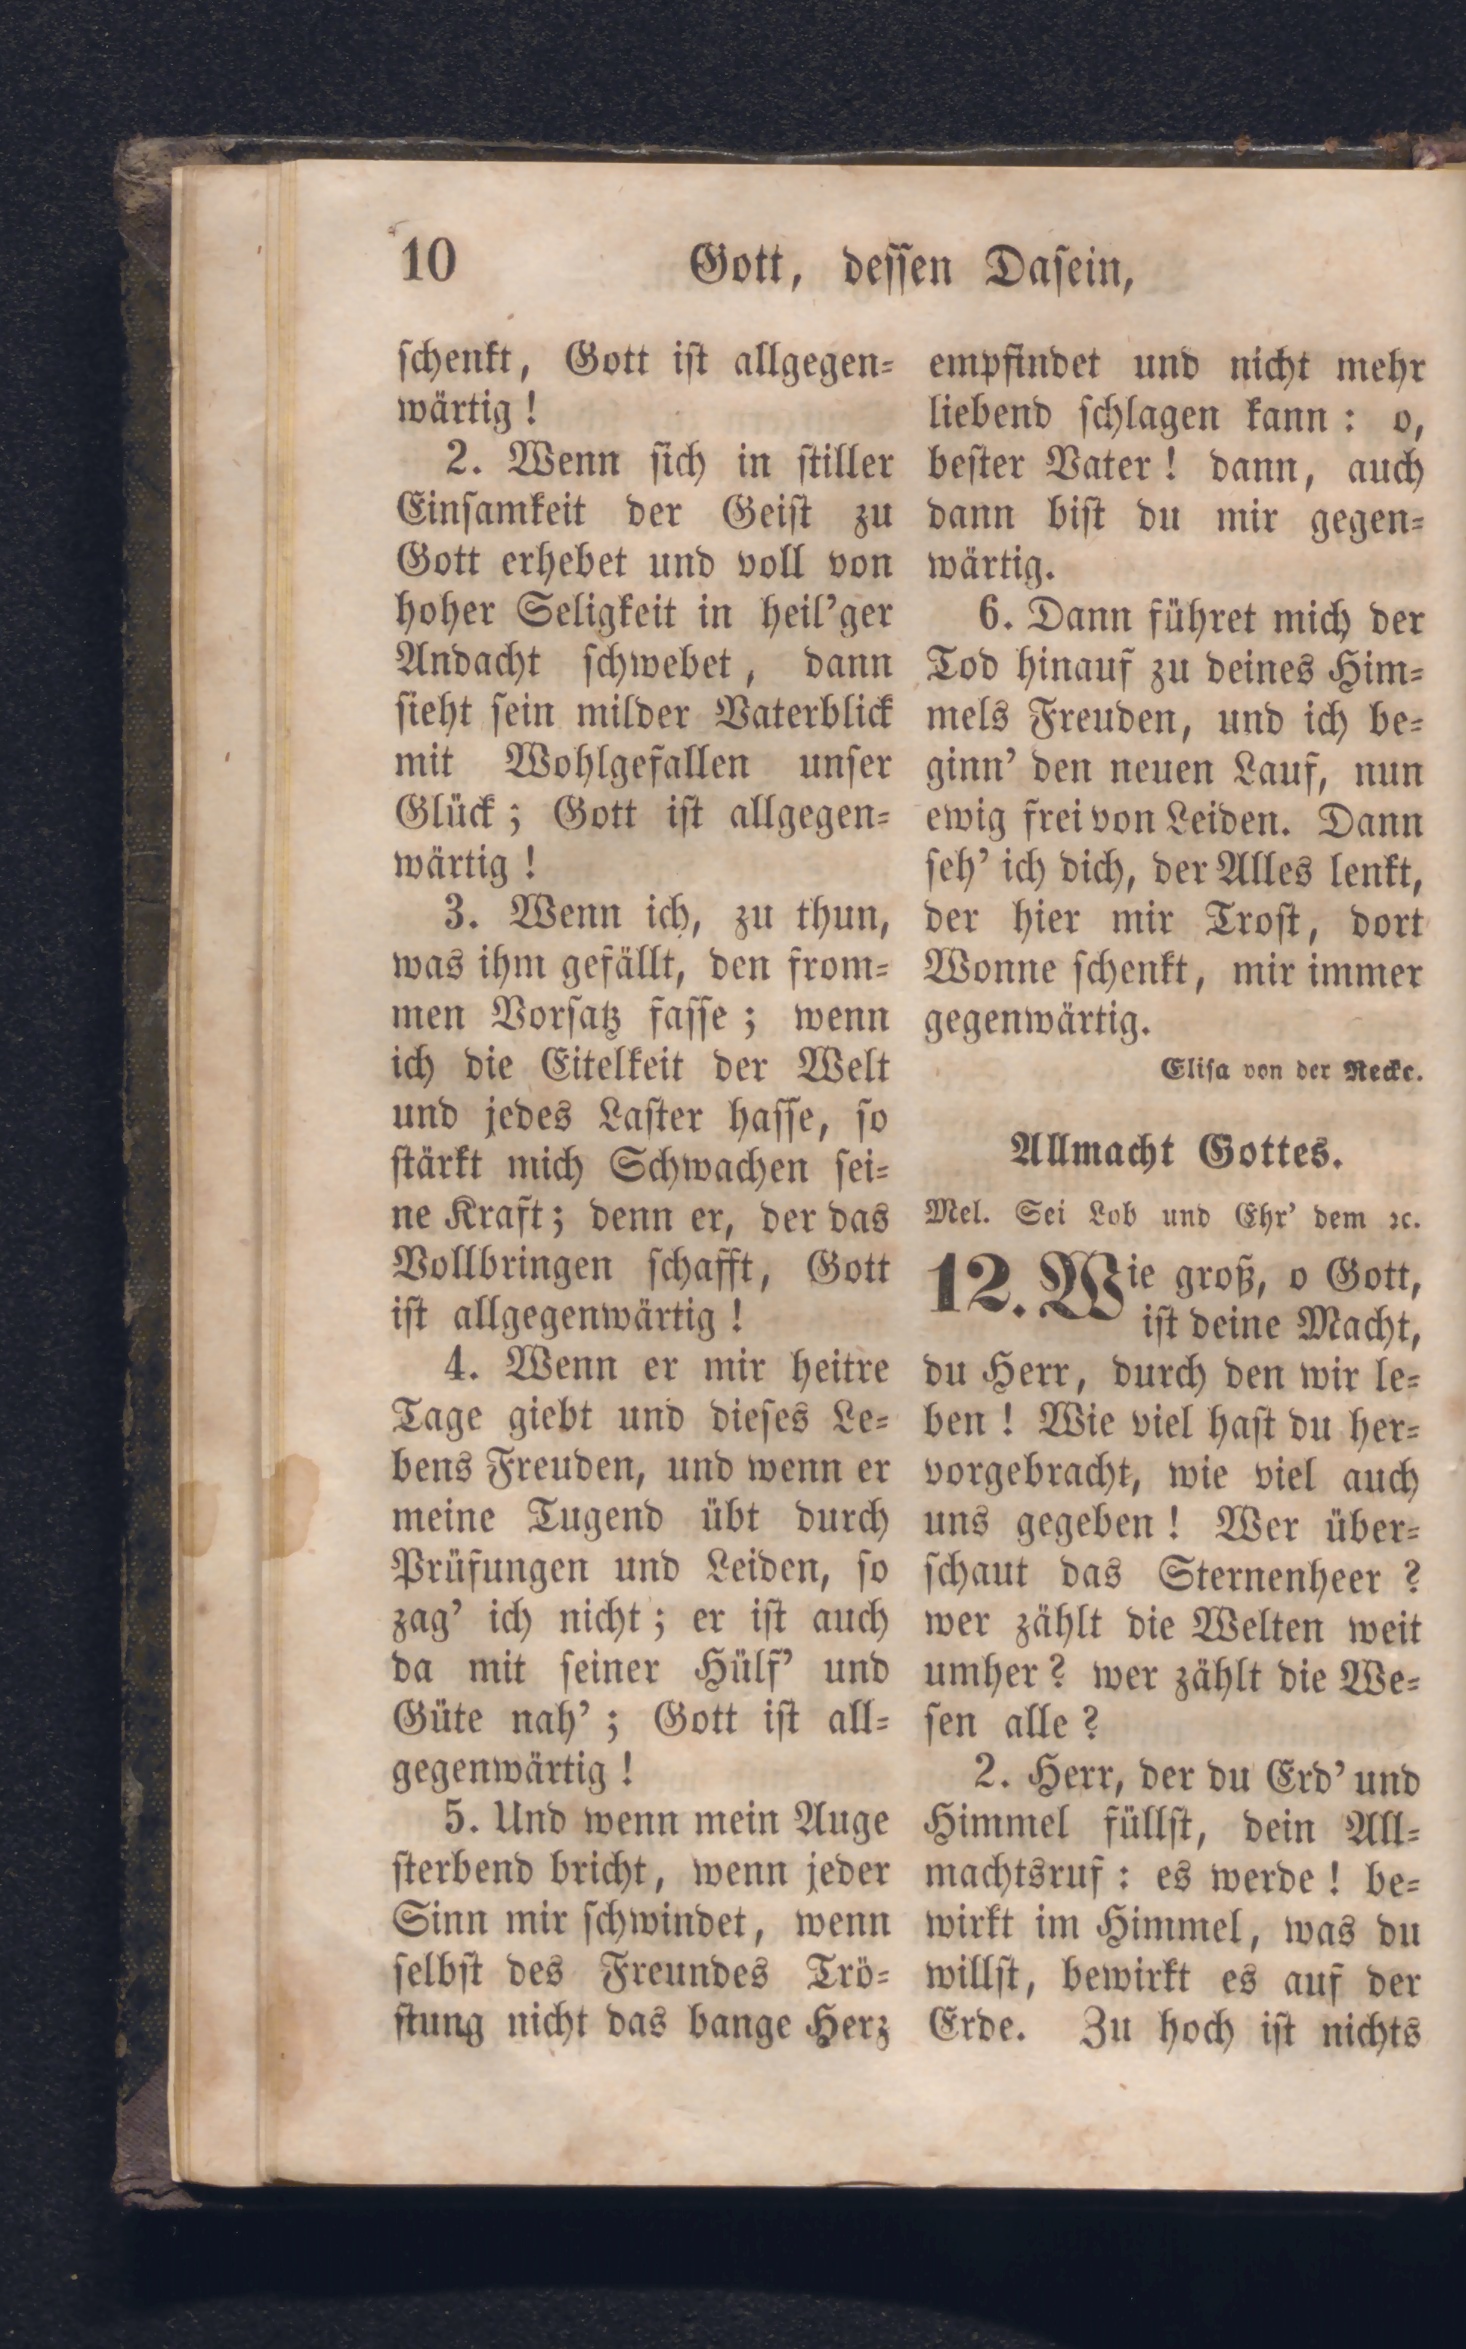 10
Gott, dessen Dasein,
schenkt, Gott ist allgegen-
wärtig!
2. Wenn sich in stiller
Einsamkeit der Geist zu
Gott erhebet und voll von
hoher Seligkeit in heil'ger
Andacht schwebet, dann
sieht sein milder Vaterblick
mit Wohlgefallen unser
Glück; Gott ist allgegen-
wärtig!
3. Wenn ich, zu thun,
was ihm gefällt, den from-
men Vorsatz fasse; wenn
ich die Eitelkeit der Welt
und jedes Laster hasse, so
stärkt mich Schwachen sei-
ne Kraft; denn er, der das
Vollbringen schafft, Gott
ist allgegenwärtig!
4. Wenn er mir heitre
Tage giebt und dieses Le-
bens Freuden, und wenn er
meine Tugend übt durch
Prüfungen und Leiden, so
zag' ich nicht; er ist auch
da mit seiner Hülf' und
Güte nah'; Gott ist all-
gegenwärtig!
5. Und wenn mein Auge
sterbend bricht, wenn jeder
Sinn mir schwindet, wenn
selbst des Freundes Trö-
stung nicht das bange Herz
empfindet und nicht mehr
liebend schlagen kann: o,
bester Vater! dann, auch
dann bist du mir gegen-
wärtig.
6. Dann führet mich der
Tod hinauf zu deines Him-
mels Freuden, und ich be-
ginn' den neuen Lauf, nun
ewig frei von Leiden. Dann
seh' ich dich, der Alles lenkt,
der hier mir Trost, dort
Wonne schenkt, mir immer
gegenwärtig.
Elisa von der Recke.
Allmacht Gottes.
Mel. Sei Lob und Ehr' dem ꝛc.
12. Wie groß, o Gott,
ist deine Macht,
du Herr, durch den wir le-
ben! Wie viel hast du her-
vorgebracht, wie viel auch
uns gegeben! Wer über-
schaut das Sternenheer?
wer zählt die Welten weit
umher? wer zählt die We-
sen alle?
2. Herr, der du Erd' und
Himmel füllst, dein All-
machtsruf: es werde! be-
wirkt im Himmel, was du
willst, bewirkt es auf der
Erde. Zu hoch ist nichts